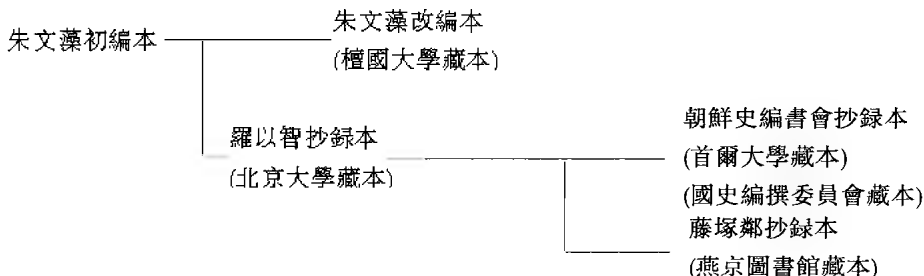 朱文藻初編本
朱文藻改編本
(檀國大學藏本)
羅以智抄録本
(北京大學藏本)
朝鮮史編書會抄録本
(首爾大學藏本)
(國史編撰委員會藏本)
藤塚鄰抄録本
(燕京圖書館藏本)